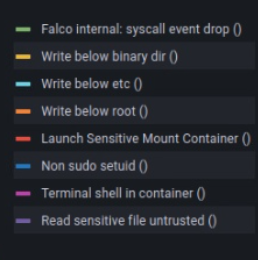 Falco internal: syscall event drop ()
Write below binary dir ()
Write below etc ()
Write below root ()
Launch Sensitive Mount Container ()
Non sudo setuid ()
Terminal shell in container ()
Read sensitive file untrusted ()